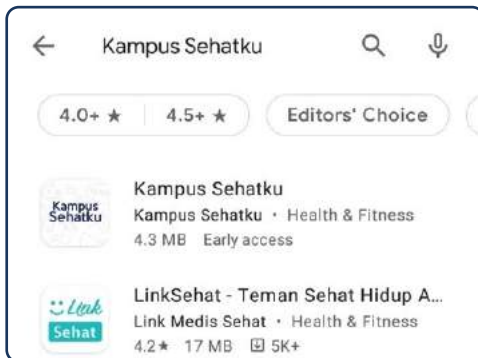 Kampus Sehatku
4.0+ ★ 4.5+ ★ Editors' Choice
Kampus
Sehatku
Kampus Sehatku
Kampus Sehatku • Health & Fitness
4.3 MB Early access
Link
Sehat
LinkSehat - Teman Sehat Hidup A...
Link Medis Sehat • Health & Fitness
4.2★ 17 MB 5K+